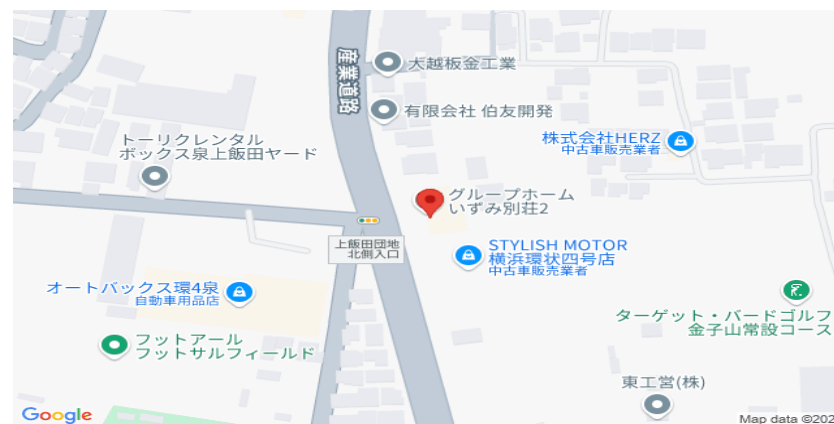 産業道路
大越板金工業
有限会社 伯友開発
株式会社HERZ
中古車販売業者
トーリクレンタル
ボックス泉上飯田ヤード
グループホーム
いずみ別荘2
上飯田団地
北側入口
STYLISH MOTOR
横浜環状四号店
中古車販売業者
オートバックス環4泉
自動車用品店
ターゲット・バードゴルフ
金子山常設コース
フットアール
フットサルフィールド
東工営(株)
Google
Map data ©202